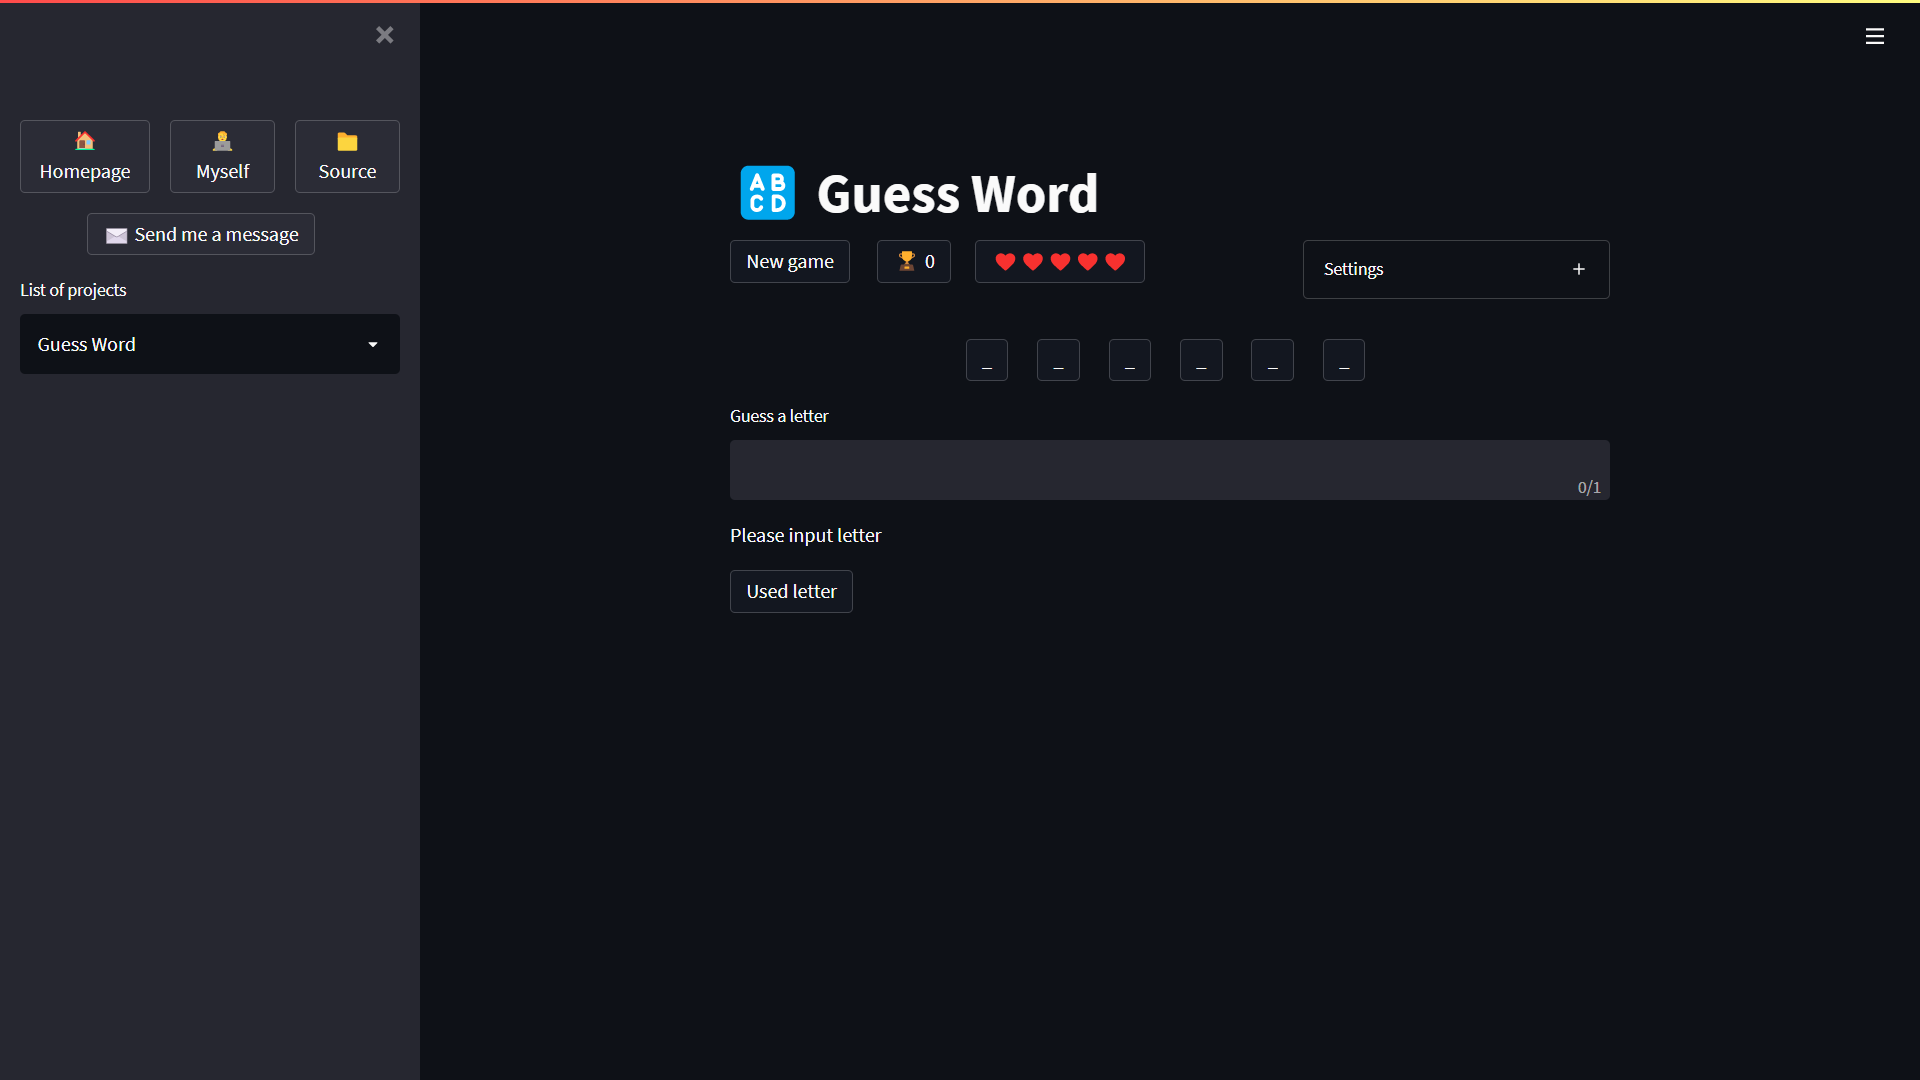 Homepage
Myself
Source
Send me a message
List of projects
Guess Word
ABCD Guess Word
New game
0
Settings
_ _ _ _ _ _
Guess a letter
0/1
Please input letter
Used letter